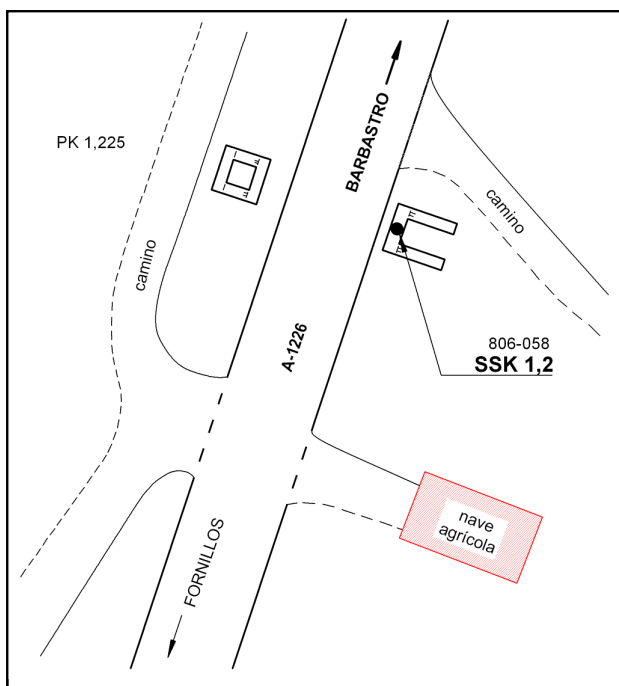 BARBASTRO
PK 1,225
camino
camino
A-1226
806-058
SSK 1,2
nave
agrícola
FORNILLOS